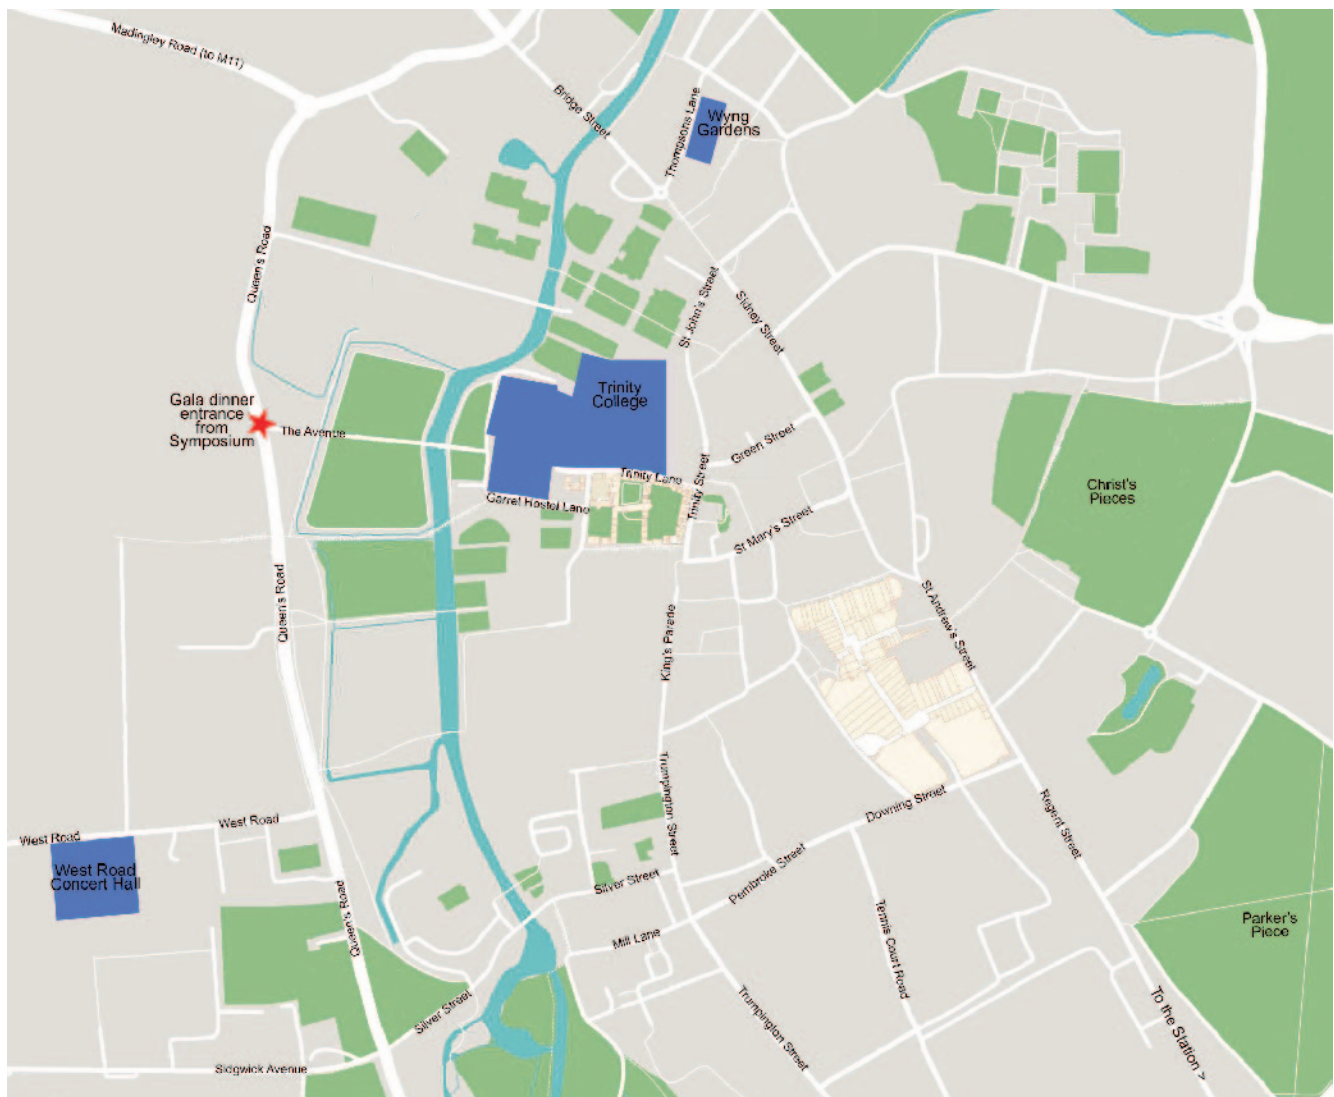 Madingley Road (to M11)
Bridge Street
Thompsons Lane
Wyng
Gardens
Queen's Road
St John's Street
Sidney Street
Trinity
College
Gala dinner
entrance
from
Symposium
The Avenue
Green Street
Trinity Lane
Trinity Street
Garret Hostel Lane
St Mary's Street
Christ's
Pieces
Queen's Road
King's Parade
St Andrew's Street
Trumpington Street
Downing Street
Regent Street
West Road
West Road
West Road
Concert Hall
Queen's Road
Silver Street
Pembroke Street
Mill Lane
Tennis Court Road
Parker's
Piece
Silver Street
Trumpington Street
To the Station >
Sidgwick Avenue